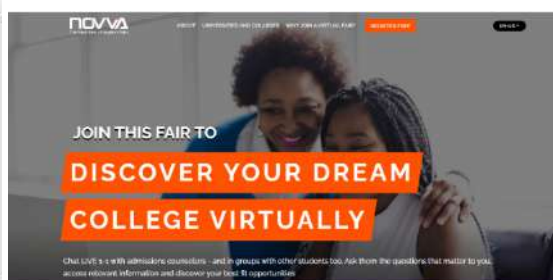 NOVVA
ABOUT UNIVERSITIES AND COLLEGES WHY JOIN A VIRTUAL FAIR?
JOIN THIS FAIR TO
DISCOVER YOUR DREAM
COLLEGE VIRTUALLY
Chat LIVE 1-1 with admissions counselors - and in groups with other students too. Ask them the questions that matter to you,
access relevant information and discover your best fit opportunities